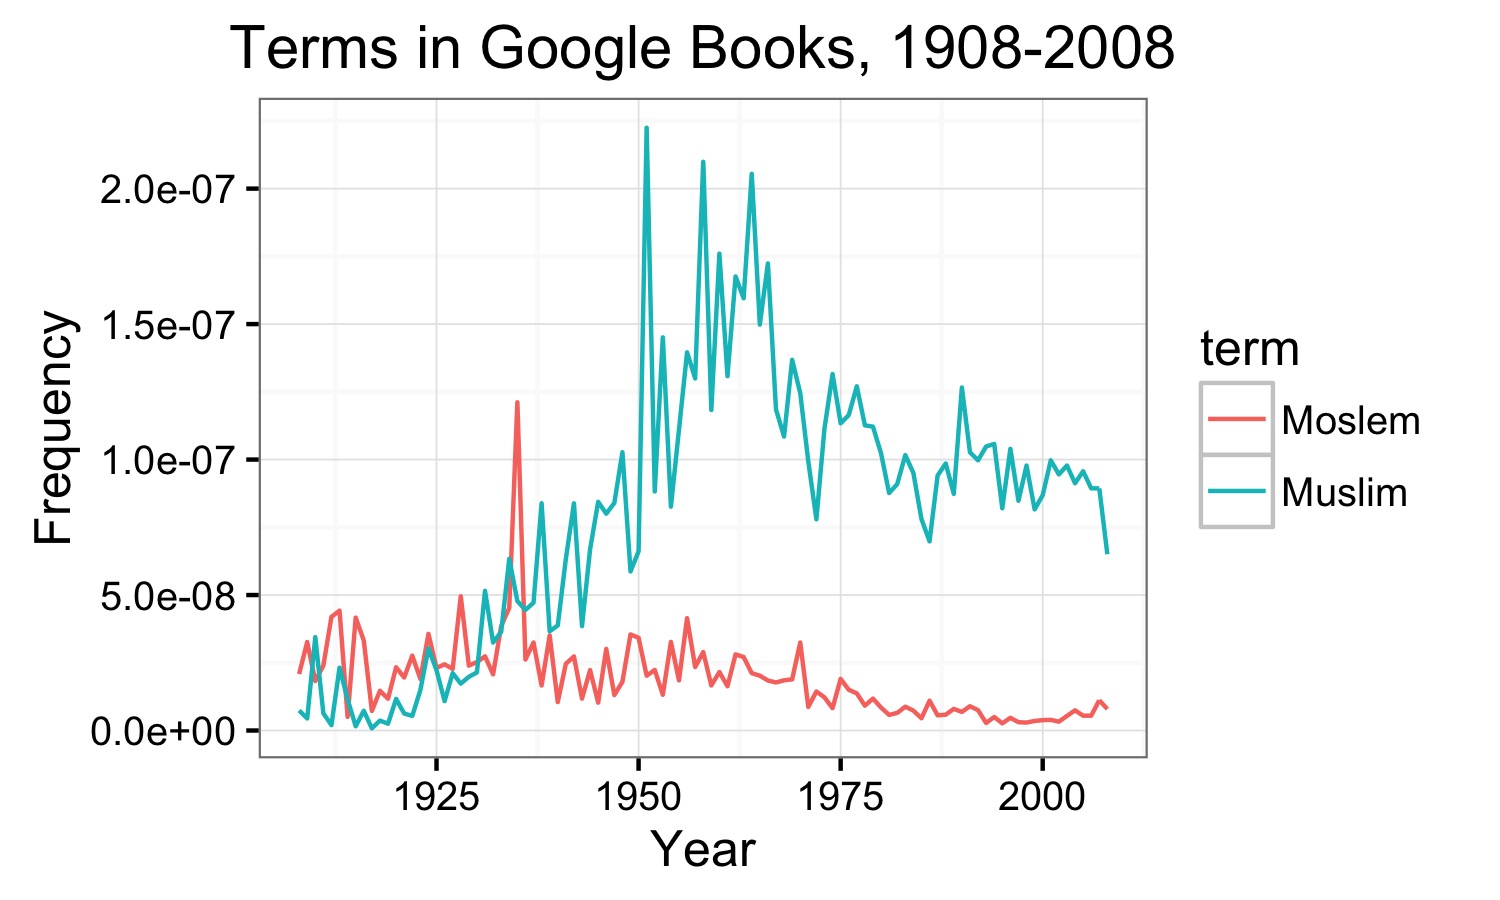 Terms in Google Books, 1908-2008
Frequency
2.0e-07
1.5e-07
1.0e-07
5.0e-08
0.0e+00
1925 1950 1975 2000
Year
term
Moslem
Muslim